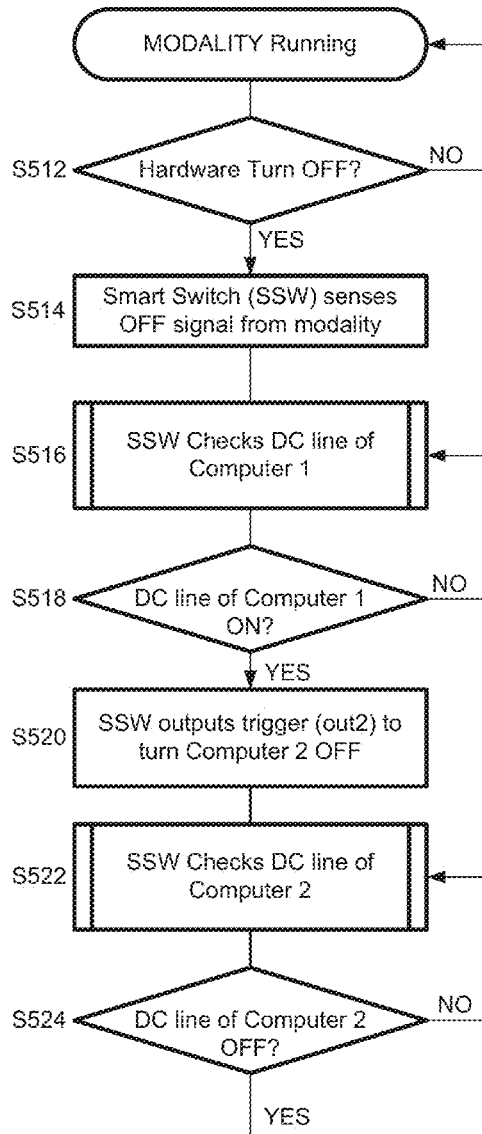 MODALITY Running
S512
Hardware Turn OFF?
NO
YES
S514
Smart Switch (SSW) senses
OFF signal from modality
S516
SSW Checks DC line of
Computer 1
S518
DC line of Computer 1
ON?
NO
YES
S520
SSW outputs trigger (out2) to
turn Computer 2 OFF
S522
SSW Checks DC line of
Computer 2
S524
DC line of Computer 2
OFF?
NO
YES